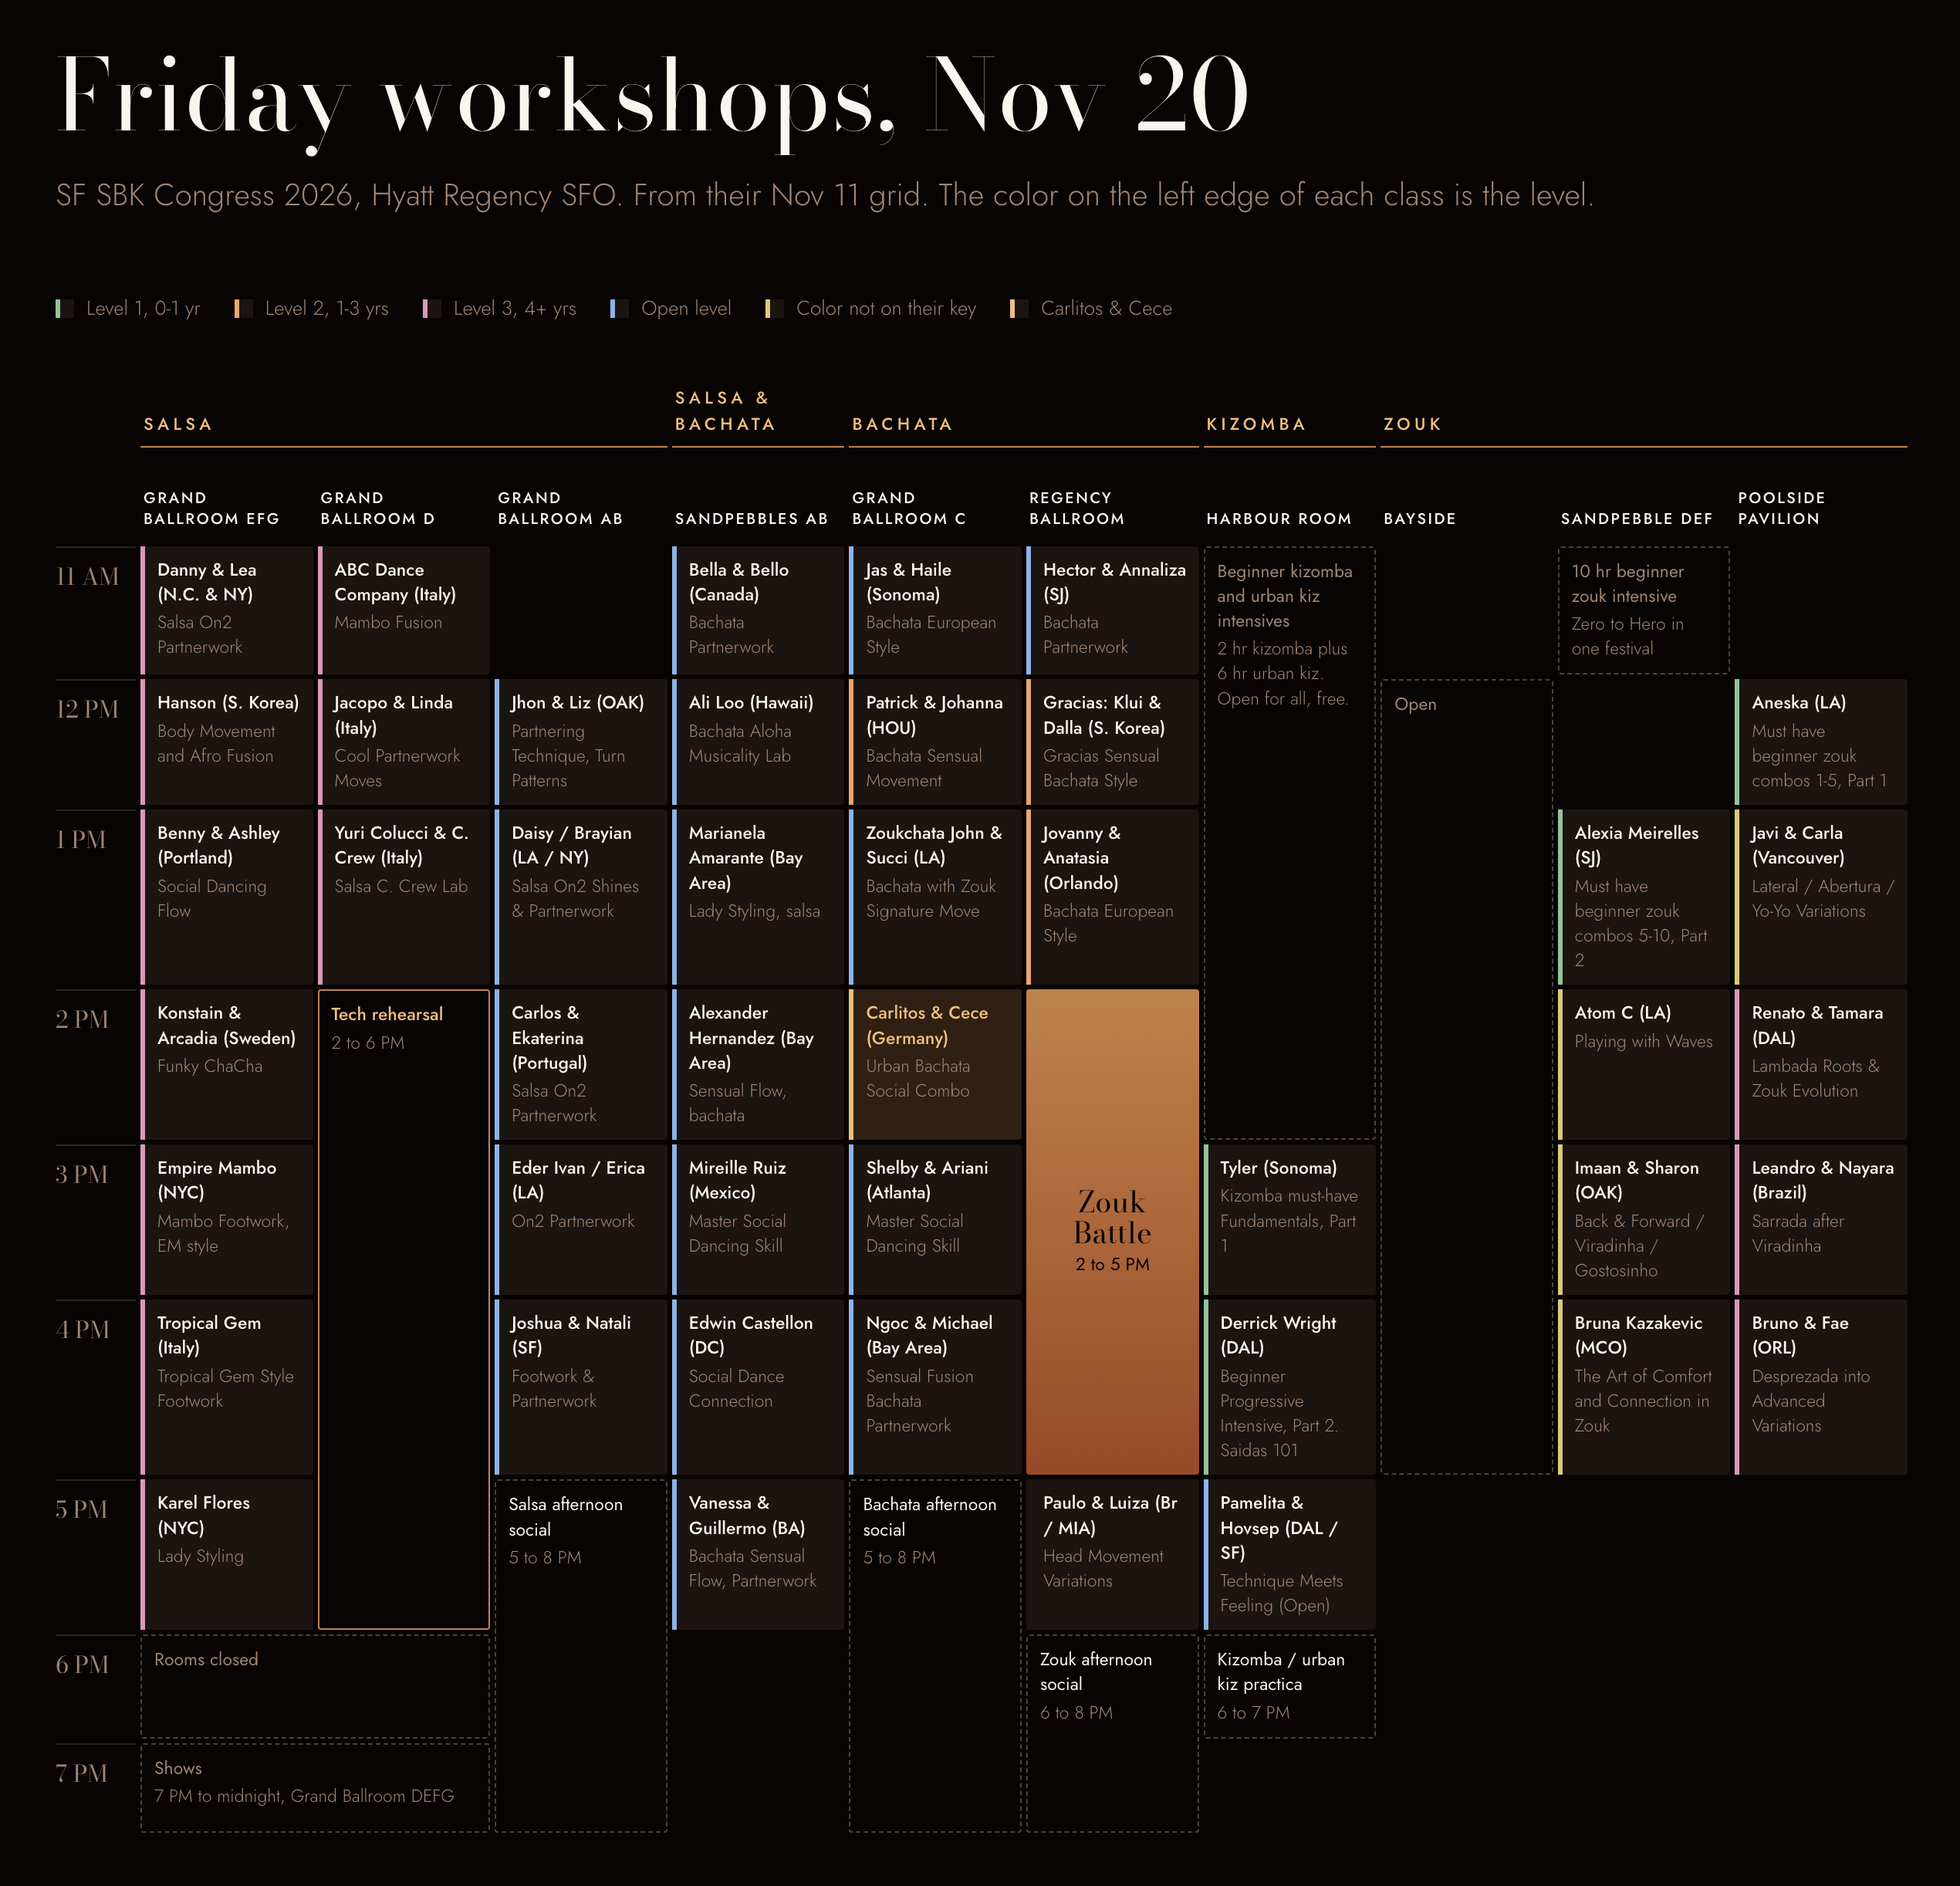 Friday workshops, Nov 20
SF SBK Congress 2026, Hyatt Regency SFO. From their Nov 11 grid. The color on the left edge of each class is the level.
Level 1, 0-1 yr
Level 2, 1-3 yrs
Level 3, 4+ yrs
Open level
Color not on their key
Carlitos & Cece
SALSA
SALSA &
BACHATA
BACHATA
KIZOMBA
ZOUK
GRAND
BALLROOM EFG
GRAND
BALLROOM D
GRAND
BALLROOM AB
SANDPEBBLES AB
GRAND
BALLROOM C
REGENCY
BALLROOM
HARBOUR ROOM
BAYSIDE
SANDPEBBLE DEF
POOLSIDE
PAVILION
11 AM
Danny & Lea
(N.C. & NY)
Salsa On2
Partnerwork
ABC Dance
Company (Italy)
Mambo Fusion
Bella & Bello
(Canada)
Bachata
Partnerwork
Jas & Haile
(Sonoma)
Bachata European
Style
Hector & Annaliza
(SJ)
Bachata
Partnerwork
Beginner kizomba
and urban kiz
intensives
2 hr kizomba plus
6 hr urban kiz.
Open for all, free.
10 hr beginner
zouk intensive
Zero to Hero in
one festival
12 PM
Hanson (S. Korea)
Body Movement
and Afro Fusion
Jacopo & Linda
(Italy)
Cool Partnerwork
Moves
Jhon & Liz (OAK)
Partnering
Technique, Turn
Patterns
Ali Loo (Hawaii)
Bachata Aloha
Musicality Lab
Patrick & Johanna
(HOU)
Bachata Sensual
Movement
Gracias: Klui &
Dalla (S. Korea)
Gracias Sensual
Bachata Style
Open
Aneska (LA)
Must have
beginner zouk
combos 1-5, Part 1
1 PM
Benny & Ashley
(Portland)
Social Dancing
Flow
Yuri Colucci & C.
Crew (Italy)
Salsa C. Crew Lab
Daisy / Brayian
(LA / NY)
Salsa On2 Shines
& Partnerwork
Marianela
Amarante (Bay
Area)
Lady Styling, salsa
Zoukchata John &
Succi (LA)
Bachata with Zouk
Signature Move
Jovanny &
Anatasia
(Orlando)
Bachata European
Style
Alexia Meirelles
(SJ)
Must have
beginner zouk
combos 5-10, Part
2
Javi & Carla
(Vancouver)
Lateral / Abertura /
Yo-Yo Variations
2 PM
Konstain &
Arcadia (Sweden)
Funky ChaCha
Tech rehearsal
2 to 6 PM
Carlos &
Ekaterina
(Portugal)
Salsa On2
Partnerwork
Alexander
Hernandez (Bay
Area)
Sensual Flow,
bachata
Carlitos & Cece
(Germany)
Urban Bachata
Social Combo
Zouk
Battle
2 to 5 PM
Atom C (LA)
Playing with Waves
Renato & Tamara
(DAL)
Lambada Roots &
Zouk Evolution
3 PM
Empire Mambo
(NYC)
Mambo Footwork,
EM style
Eder Ivan / Erica
(LA)
On2 Partnerwork
Mireille Ruiz
(Mexico)
Master Social
Dancing Skill
Shelby & Ariani
(Atlanta)
Master Social
Dancing Skill
Tyler (Sonoma)
Kizomba must-have
Fundamentals, Part
1
Imaan & Sharon
(OAK)
Back & Forward /
Viradinha /
Gostosinho
Leandro & Nayara
(Brazil)
Sarrada after
Viradinha
4 PM
Tropical Gem
(Italy)
Tropical Gem Style
Footwork
Joshua & Natali
(SF)
Footwork &
Partnerwork
Edwin Castellon
(DC)
Social Dance
Connection
Ngoc & Michael
(Bay Area)
Sensual Fusion
Bachata
Partnerwork
Derrick Wright
(DAL)
Beginner
Progressive
Intensive, Part 2.
Saidas 101
Bruna Kazakevic
(MCO)
The Art of Comfort
and Connection in
Zouk
Bruno & Fae
(ORL)
Desprezada into
Advanced
Variations
5 PM
Karel Flores
(NYC)
Lady Styling
Salsa afternoon
social
5 to 8 PM
Vanessa &
Guillermo (BA)
Bachata Sensual
Flow, Partnerwork
Bachata afternoon
social
5 to 8 PM
Paulo & Luiza (Br
/ MIA)
Head Movement
Variations
Pamelita &
Hovsep (DAL /
SF)
Technique Meets
Feeling (Open)
6 PM
Rooms closed
Zouk afternoon
social
6 to 8 PM
Kizomba / urban
kiz practica
6 to 7 PM
7 PM
Shows
7 PM to midnight, Grand Ballroom DEFG